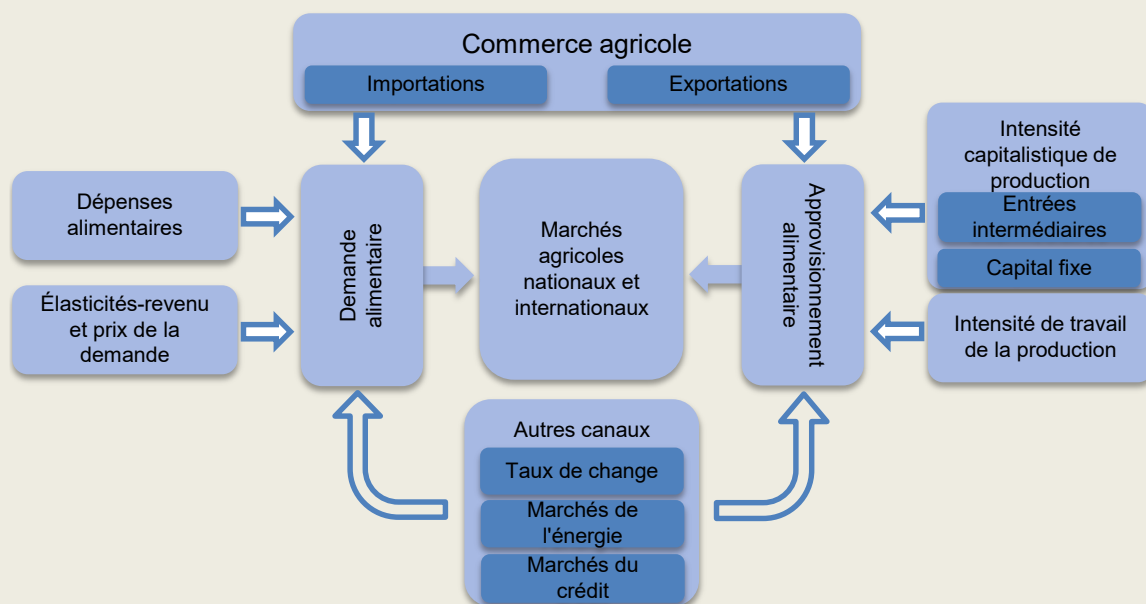 Commerce agricole
Importations
Exportations
Dépenses
alimentaires
Élasticités-revenu
et prix de la
demande
Demande
alimentaire
Marchés
agricoles
nationaux et
internationaux
Approvisionnement
alimentaire
Intensité
capitalistique de
production
Entrées
intermédiaires
Capital fixe
Intensité de travail
de la production
Autres canaux
Taux de change
Marchés de
l'énergie
Marchés du
crédit